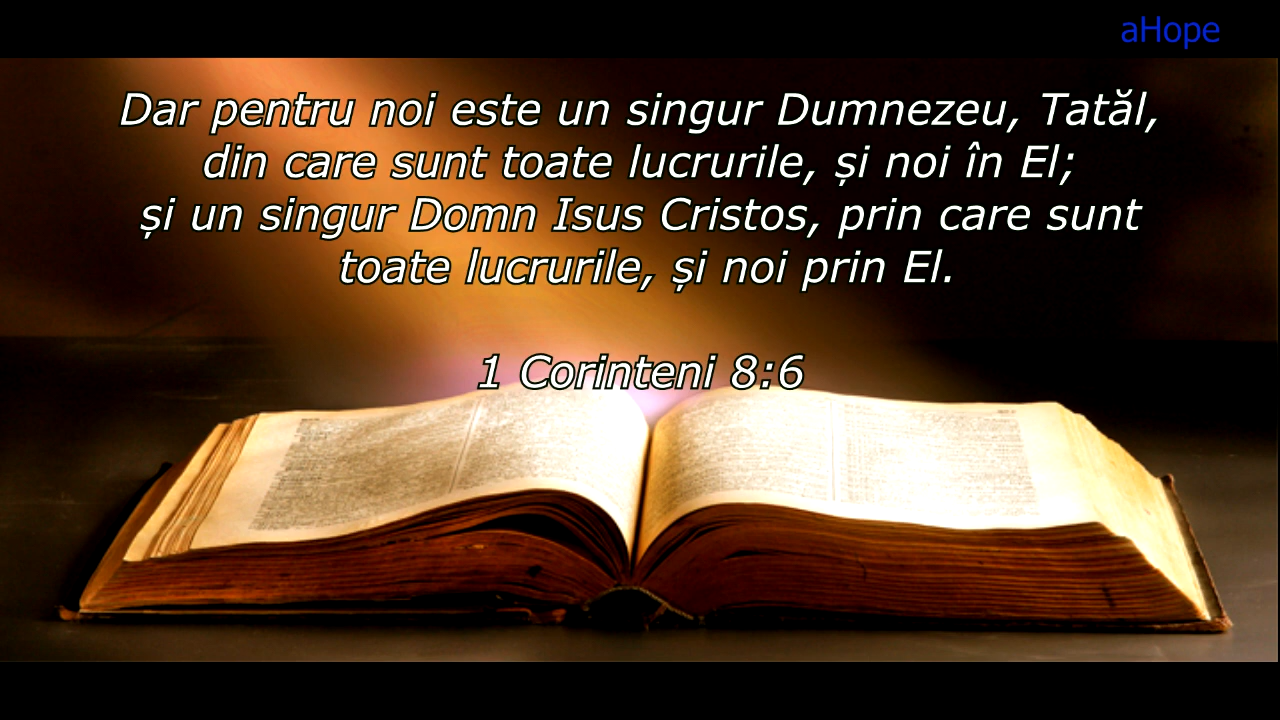 aHope
Dar pentru noi este un singur Dumnezeu, Tatăl,
din care sunt toate lucrurile, și noi în El;
și un singur Domn Isus Cristos, prin care sunt
toate lucrurile, și noi prin El.
1 Corinteni 8:6